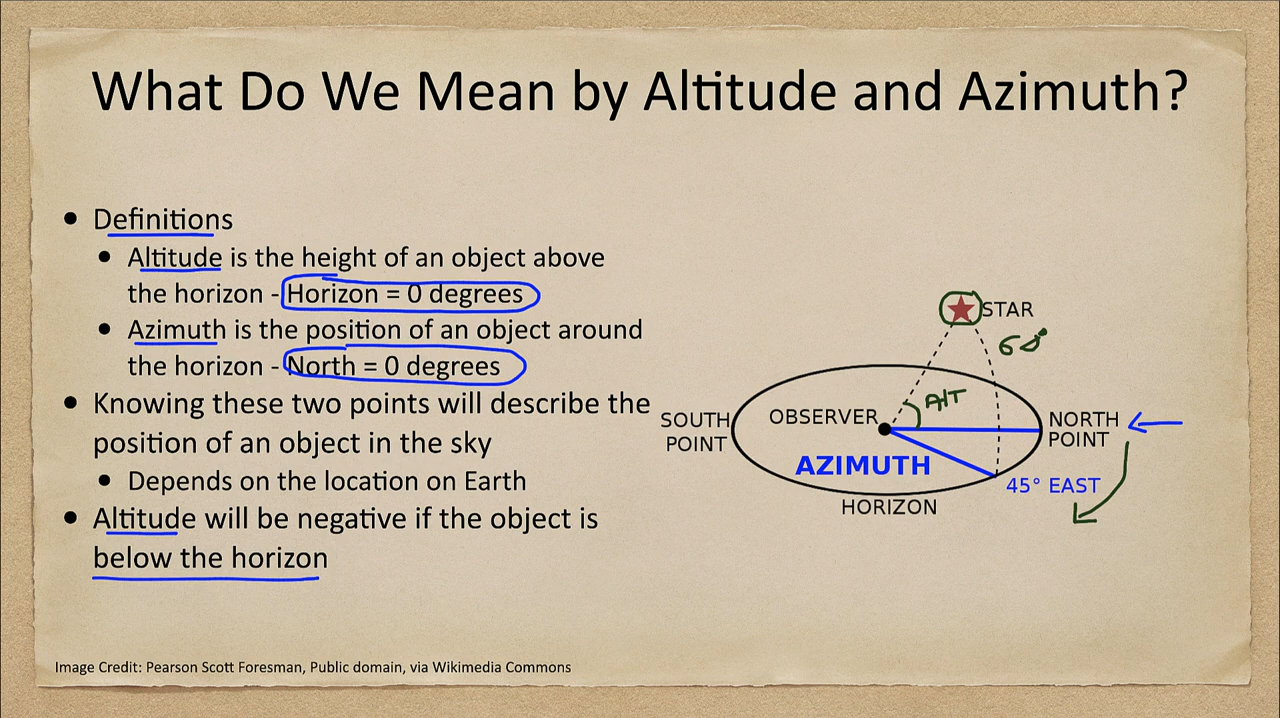 What Do We Mean by Altitude and Azimuth?
• Definitions
• Altitude is the height of an object above
the horizon - Horizon = 0 degrees
• Azimuth is the position of an object around
the horizon - North = 0 degrees
• Knowing these two points will describe the
position of an object in the sky
• Depends on the location on Earth
• Altitude will be negative if the object is
below the horizon
STAR
60°
ALT
OBSERVER
SOUTH
POINT
NORTH
POINT
AZIMUTH
45° EAST
HORIZON
Image Credit: Pearson Scott Foresman, Public domain, via Wikimedia Commons